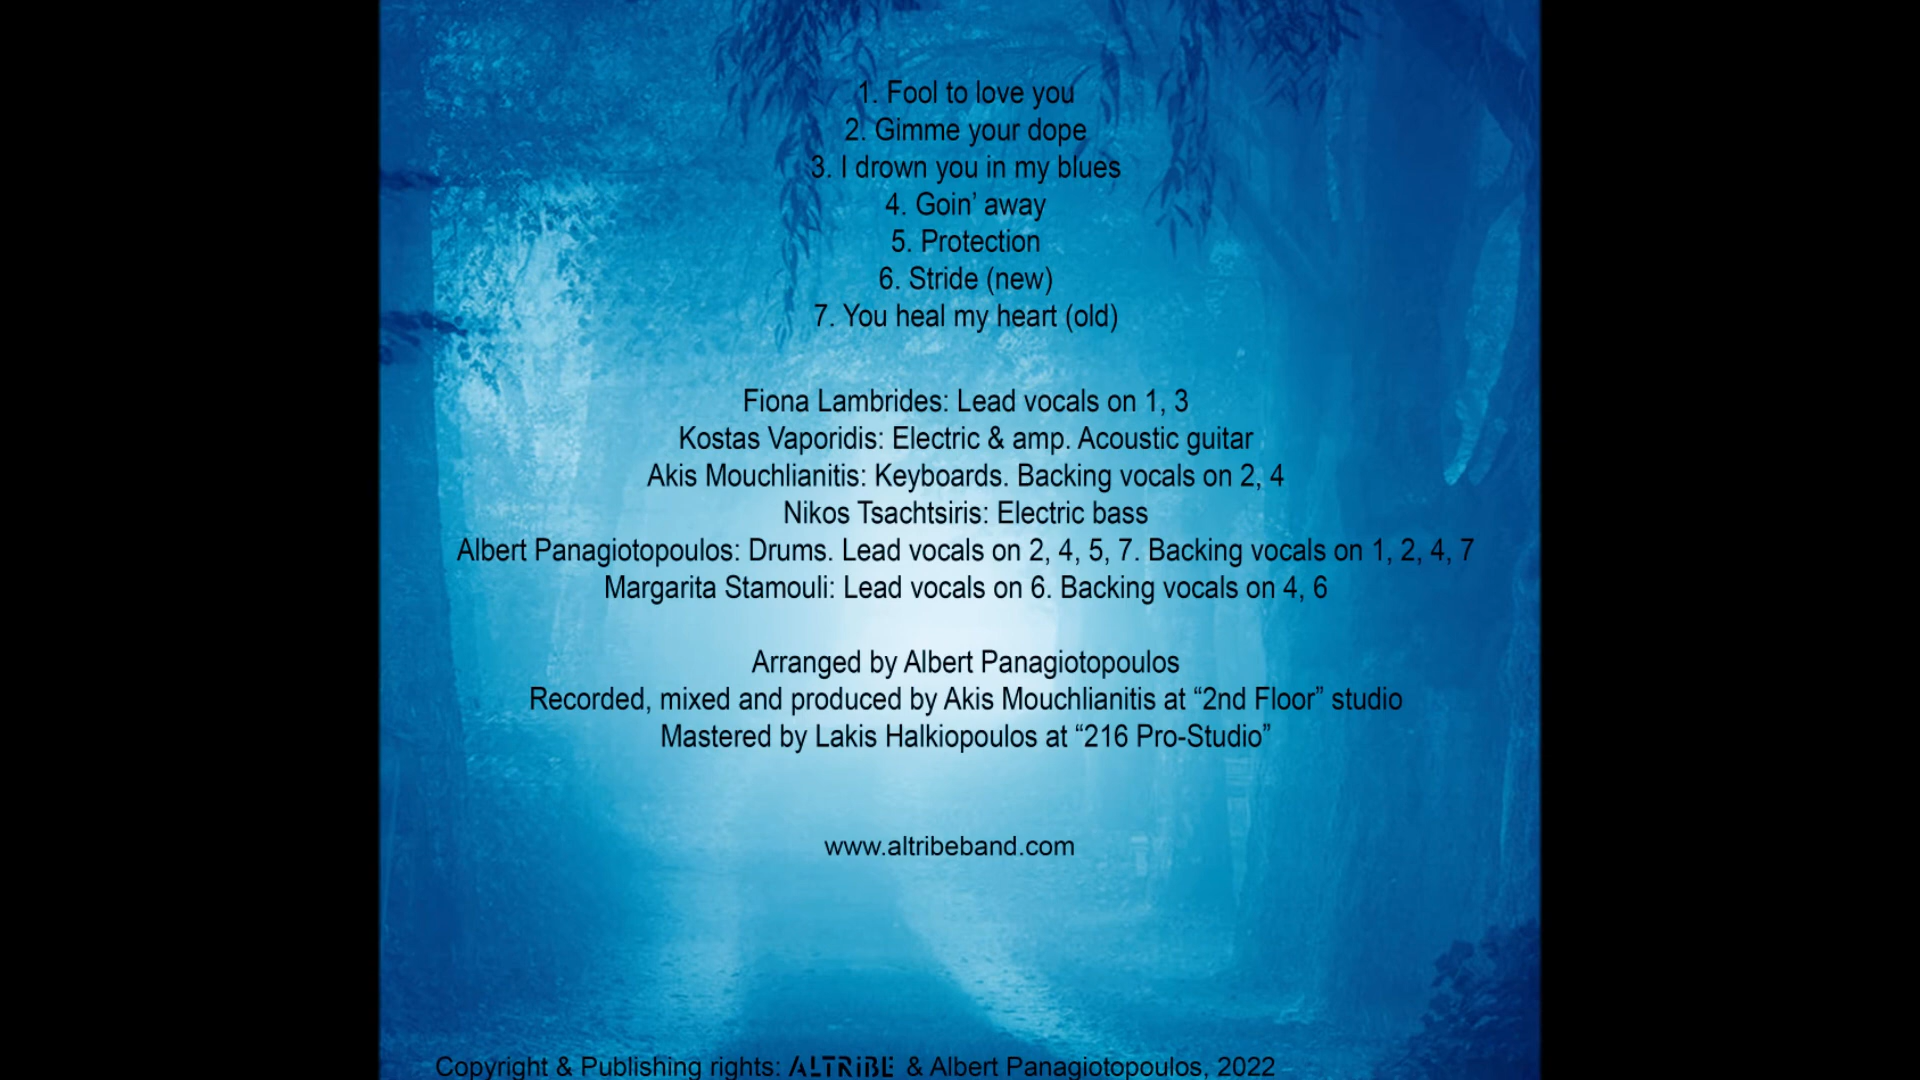 1. Fool to love you
2. Gimme your dope
3. I drown you in my blues
4. Goin’ away
5. Protection
6. Stride (new)
7. You heal my heart (old)
Fiona Lambrides: Lead vocals on 1, 3
Kostas Vaporidis: Electric & amp. Acoustic guitar
Akis Mouchlianitis: Keyboards. Backing vocals on 2, 4
Nikos Tsachtsiris: Electric bass
Albert Panagiotopoulos: Drums. Lead vocals on 2, 4, 5, 7. Backing vocals on 1, 2, 4, 7
Margarita Stamouli: Lead vocals on 6. Backing vocals on 4, 6
Arranged by Albert Panagiotopoulos
Recorded, mixed and produced by Akis Mouchlianitis at “2nd Floor” studio
Mastered by Lakis Halkiopoulos at “216 Pro-Studio”
www.altribeband.com
Copyright & Publishing rights: ALTRiBE & Albert Panagiotopoulos, 2022